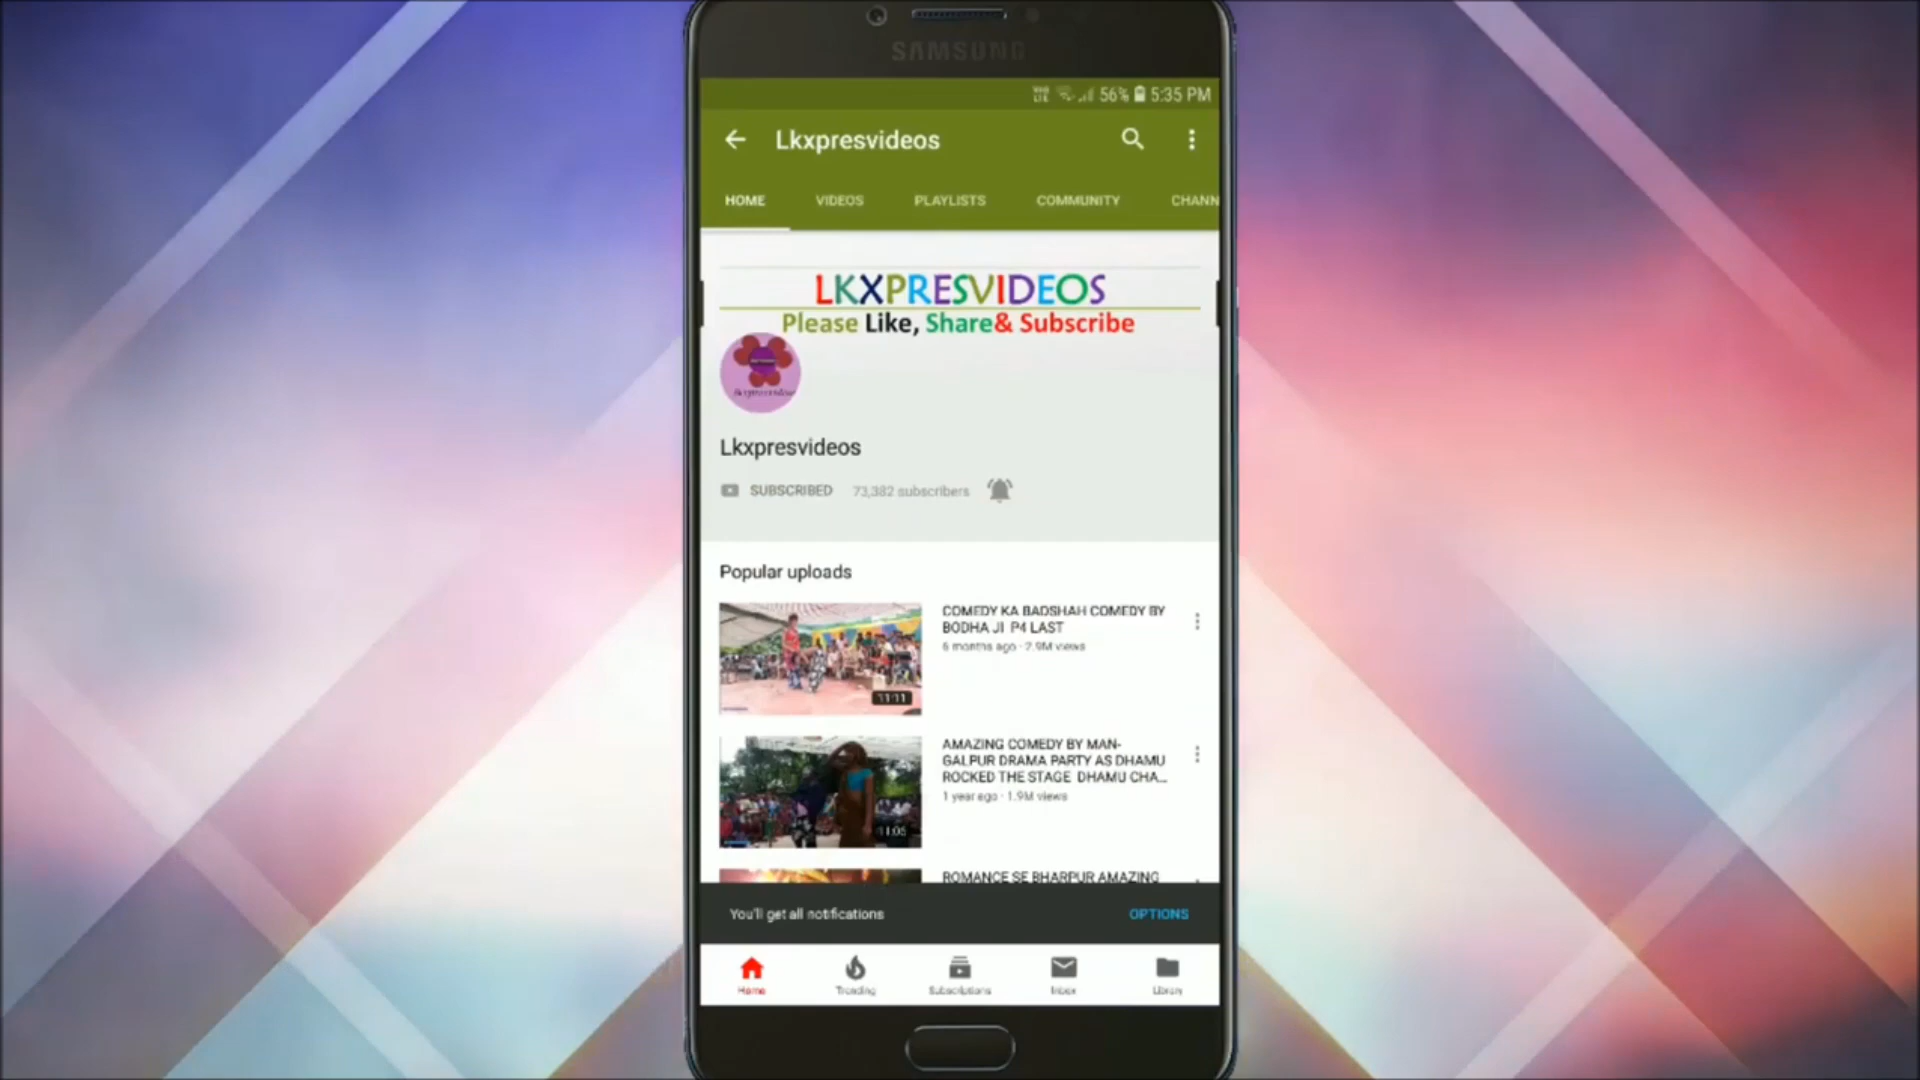 SAMSUNG
56% 5:35 PM
Lkxpresvideos
HOME VIDEOS PLAYLISTS COMMUNITY CHANN
LKXPRESVIDEOS
Please Like, Share& Subscribe
Lkxpresvideos
SUBSCRIBED 73,382 subscribers
Popular uploads
COMEDY KA BADSHAH COMEDY BY
BODHA JI P4 LAST
6 months ago · 2.9M views
11:11
AMAZING COMEDY BY MAN-
GALPUR DRAMA PARTY AS DHAMU
ROCKED THE STAGE DHAMU CHA...
1 year ago · 1.9M views
11:06
ROMANCE SE BHARPUR AMAZING
You'll get all notifications OPTIONS
Home Trending Subscriptions Inbox Library